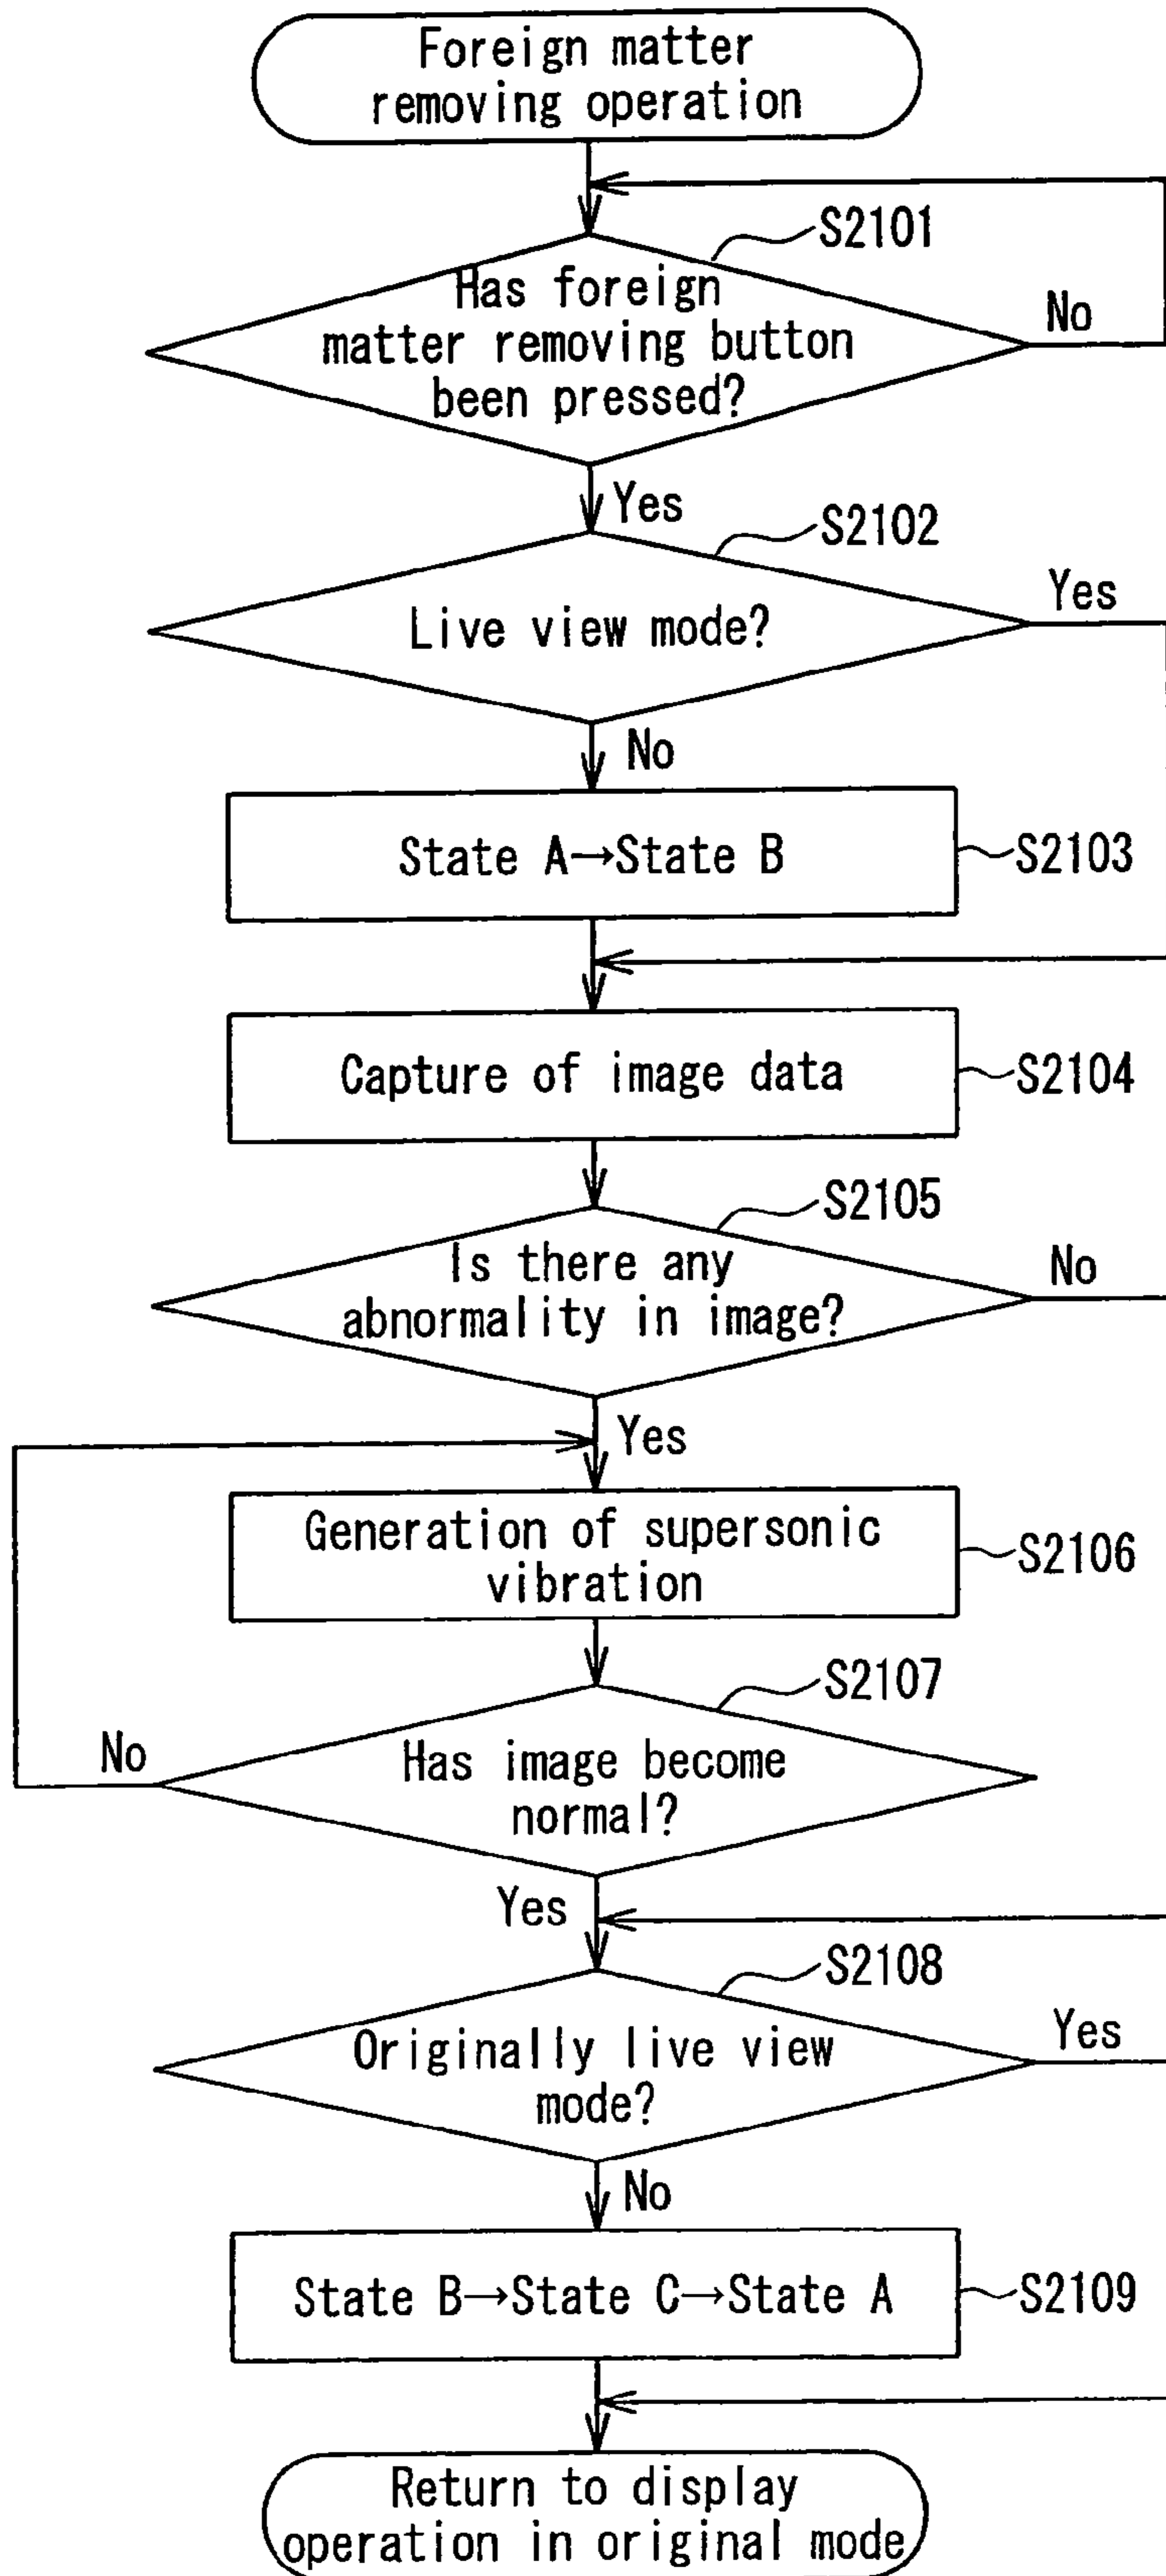 Foreign matter
removing operation
S2101
Has foreign
matter removing button
been pressed?
No
Yes
S2102
Live view mode?
Yes
No
State A→State B
S2103
Capture of image data
S2104
S2105
Is there any
abnormality in image?
No
Yes
Generation of supersonic
vibration
S2106
S2107
Has image become
normal?
No
Yes
S2108
Originally live view
mode?
Yes
No
State B→State C→State A
S2109
Return to display
operation in original mode